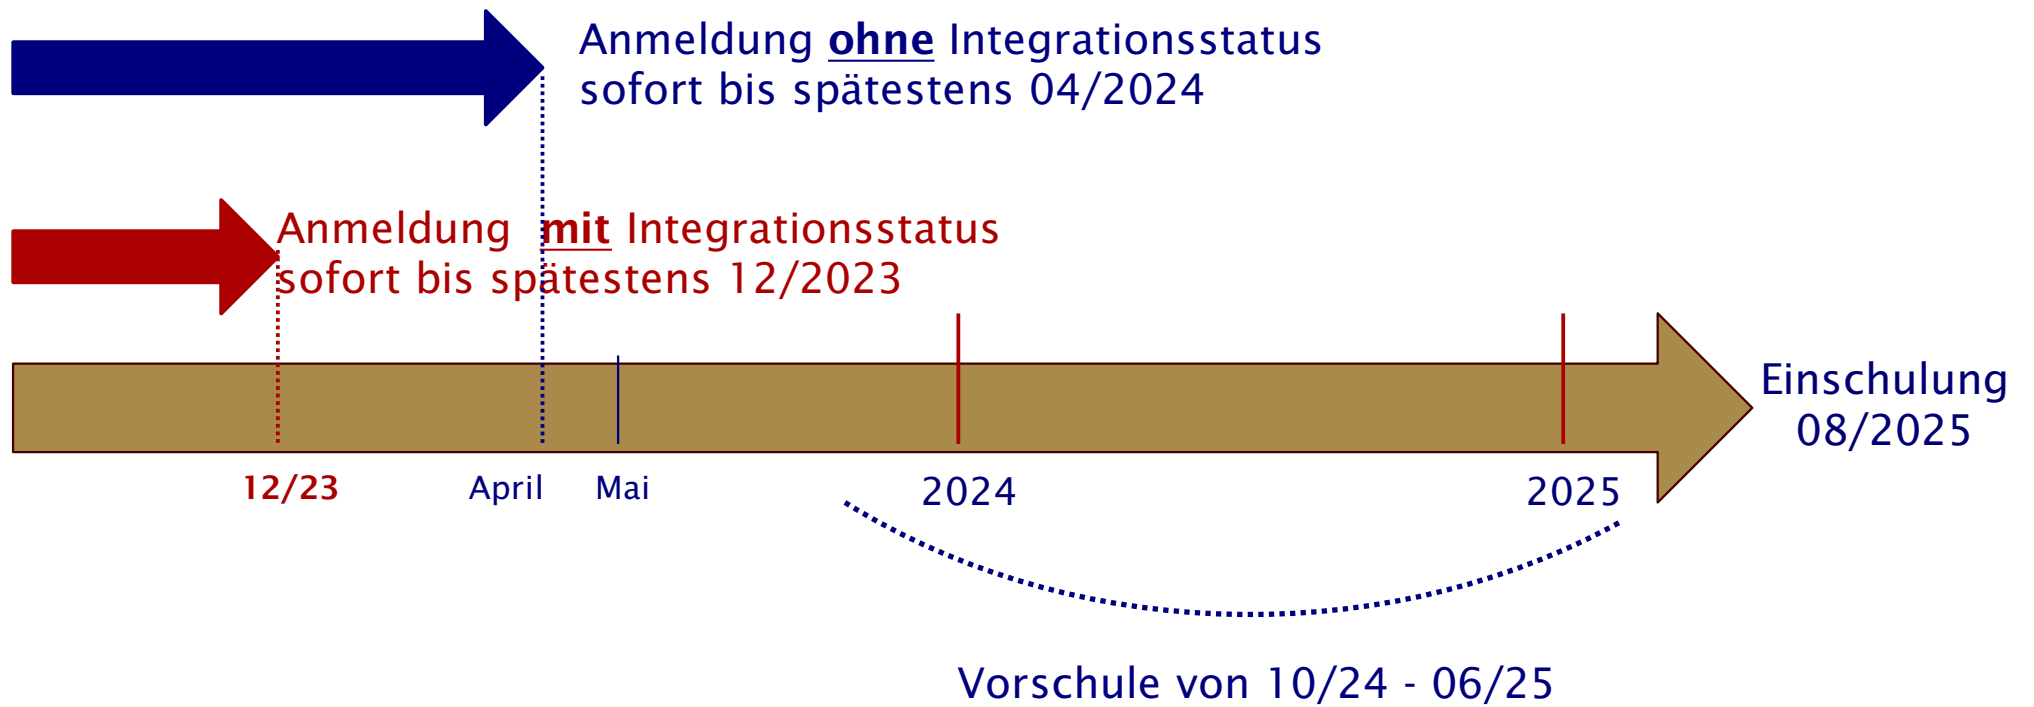 Anmeldung ohne Integrationsstatus
sofort bis spätestens 04/2024
Anmeldung mit Integrationsstatus
sofort bis spätestens 12/2023
Einschulung
08/2025
12/23
April
Mai
2024
2025
Vorschule von 10/24 - 06/25